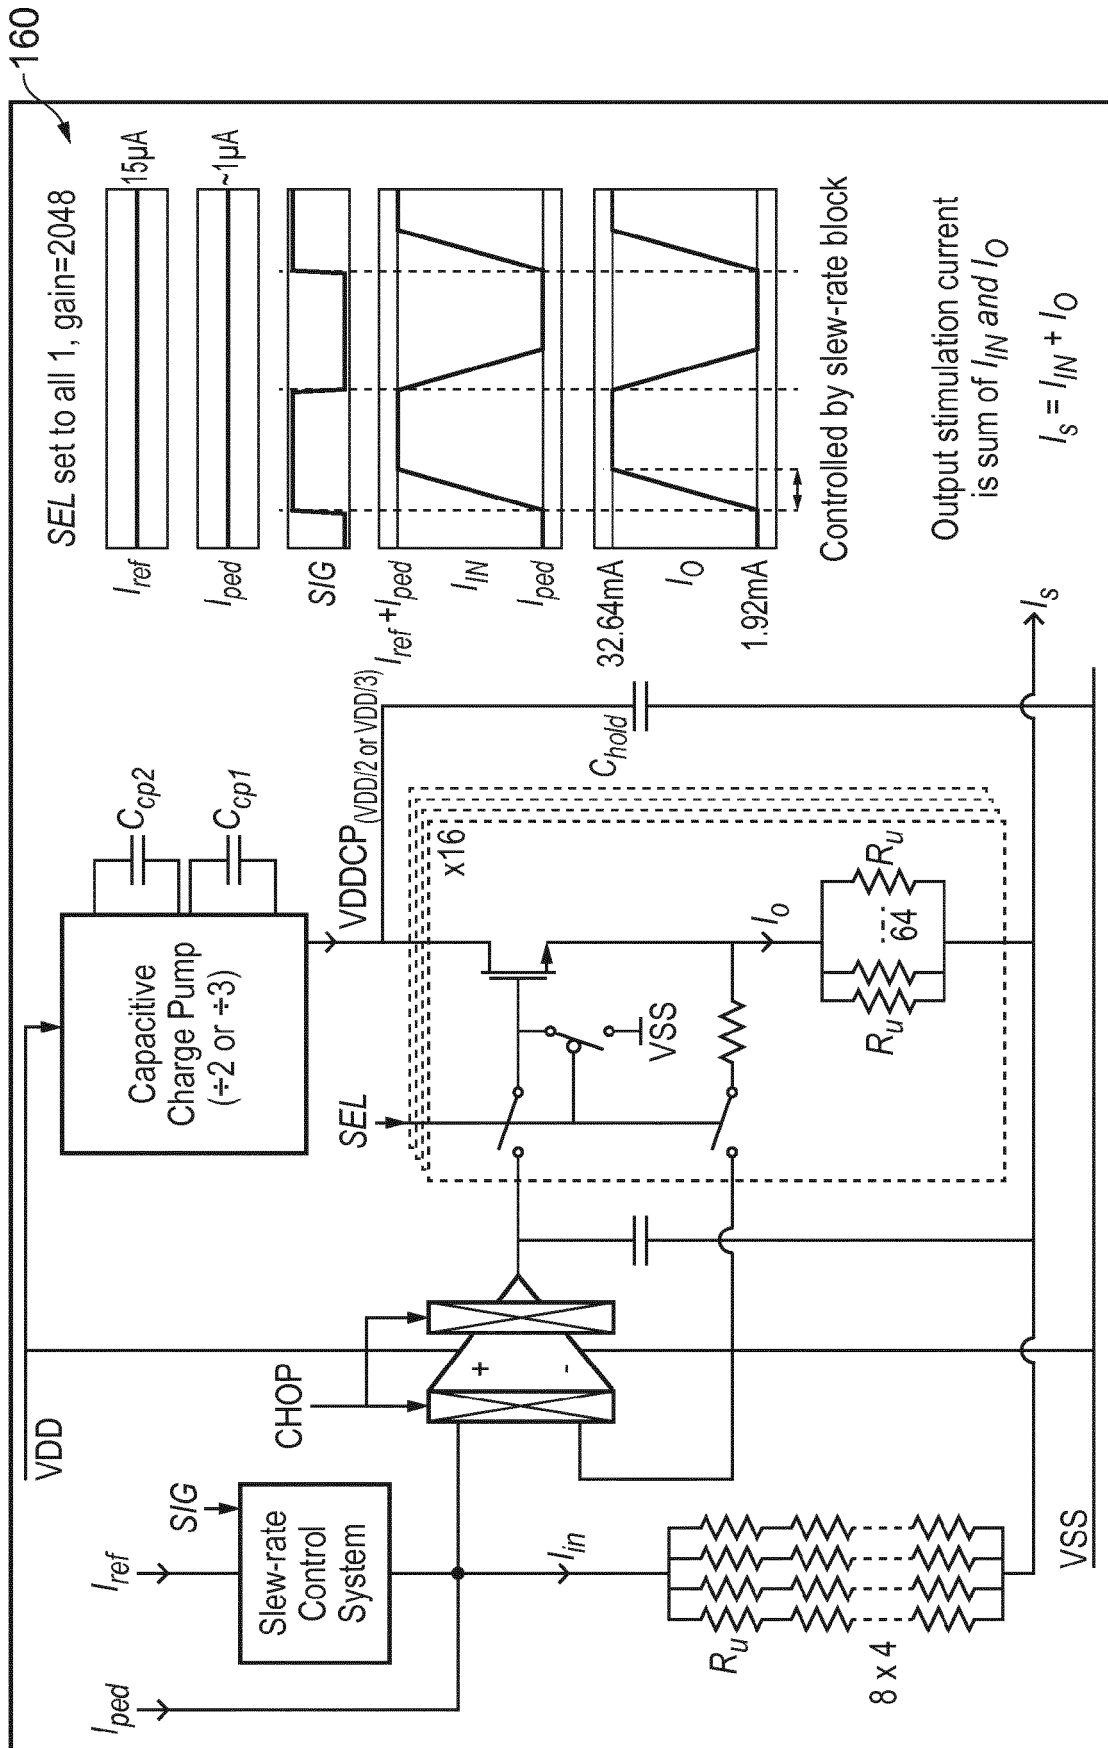 160
VDD
Capacitive
Charge Pump
(÷2 or ÷3)
C_cp2
C_cp1
SEL set to all 1, gain=2048
I_ref
15µA
I_ped
~1µA
SIG
I_ref+I_ped
I_IN
I_ped
32.64mA
I_O
1.92mA
Controlled by slew-rate block
Output stimulation current
is sum of I_IN and I_O
I_s = I_IN + I_O
I_ped
I_ref
SIG
Slew-rate
Control
System
CHOP
+
-
SEL
VDDCP(VDD/2 or VDD/3)
x16
VSS
C_hold
I_o
I_in
R_u
8 x 4
R_u
64
R_u
I_s
VSS